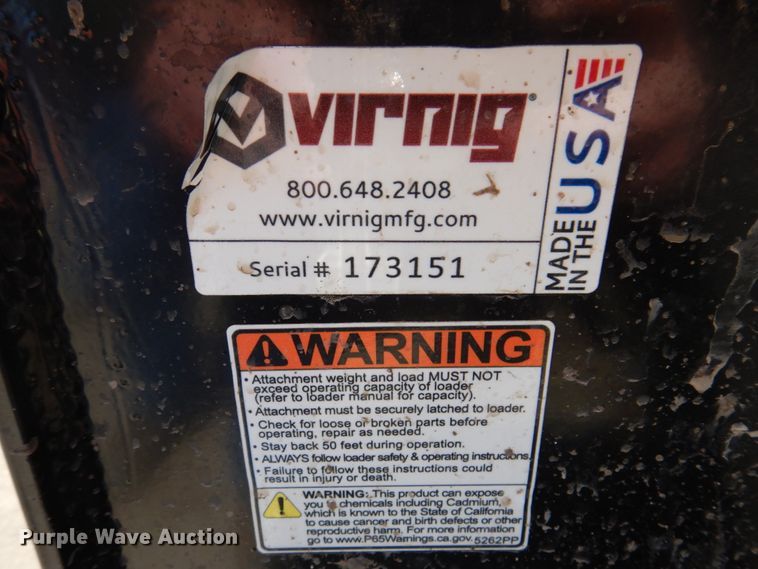 VIRNIG®
800.648.2408
www.virnigmfg.com
Serial # 173151
MADE IN THE USA
WARNING
• Attachment weight and load MUST NOT
exceed operating capacity of loader
(refer to loader manual for capacity).
• Attachment must be securely latched to loader.
• Check for loose or broken parts before
operating, repair as needed.
• Stay back 50 feet during operation.
• ALWAYS follow loader safety & operating instructions.
• Failure to follow these instructions could
result in injury or death.
WARNING: This product can expose
you to chemicals including Cadmium,
which is known to the State of California
to cause cancer and birth defects or other
reproductive harm. For more information
go to www.P65Warnings.ca.gov. 5262PP
Purple Wave Auction